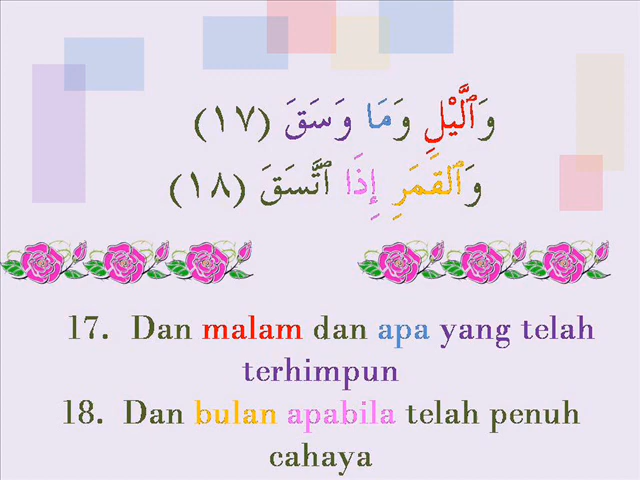 وَٱلَّيْلِ وَمَا وَسَقَ (١٧)
وَٱلْقَمَرِ إِذَا ٱتَّسَقَ (١٨)
17. Dan malam dan apa yang telah
terhimpun
18. Dan bulan apabila telah penuh
cahaya